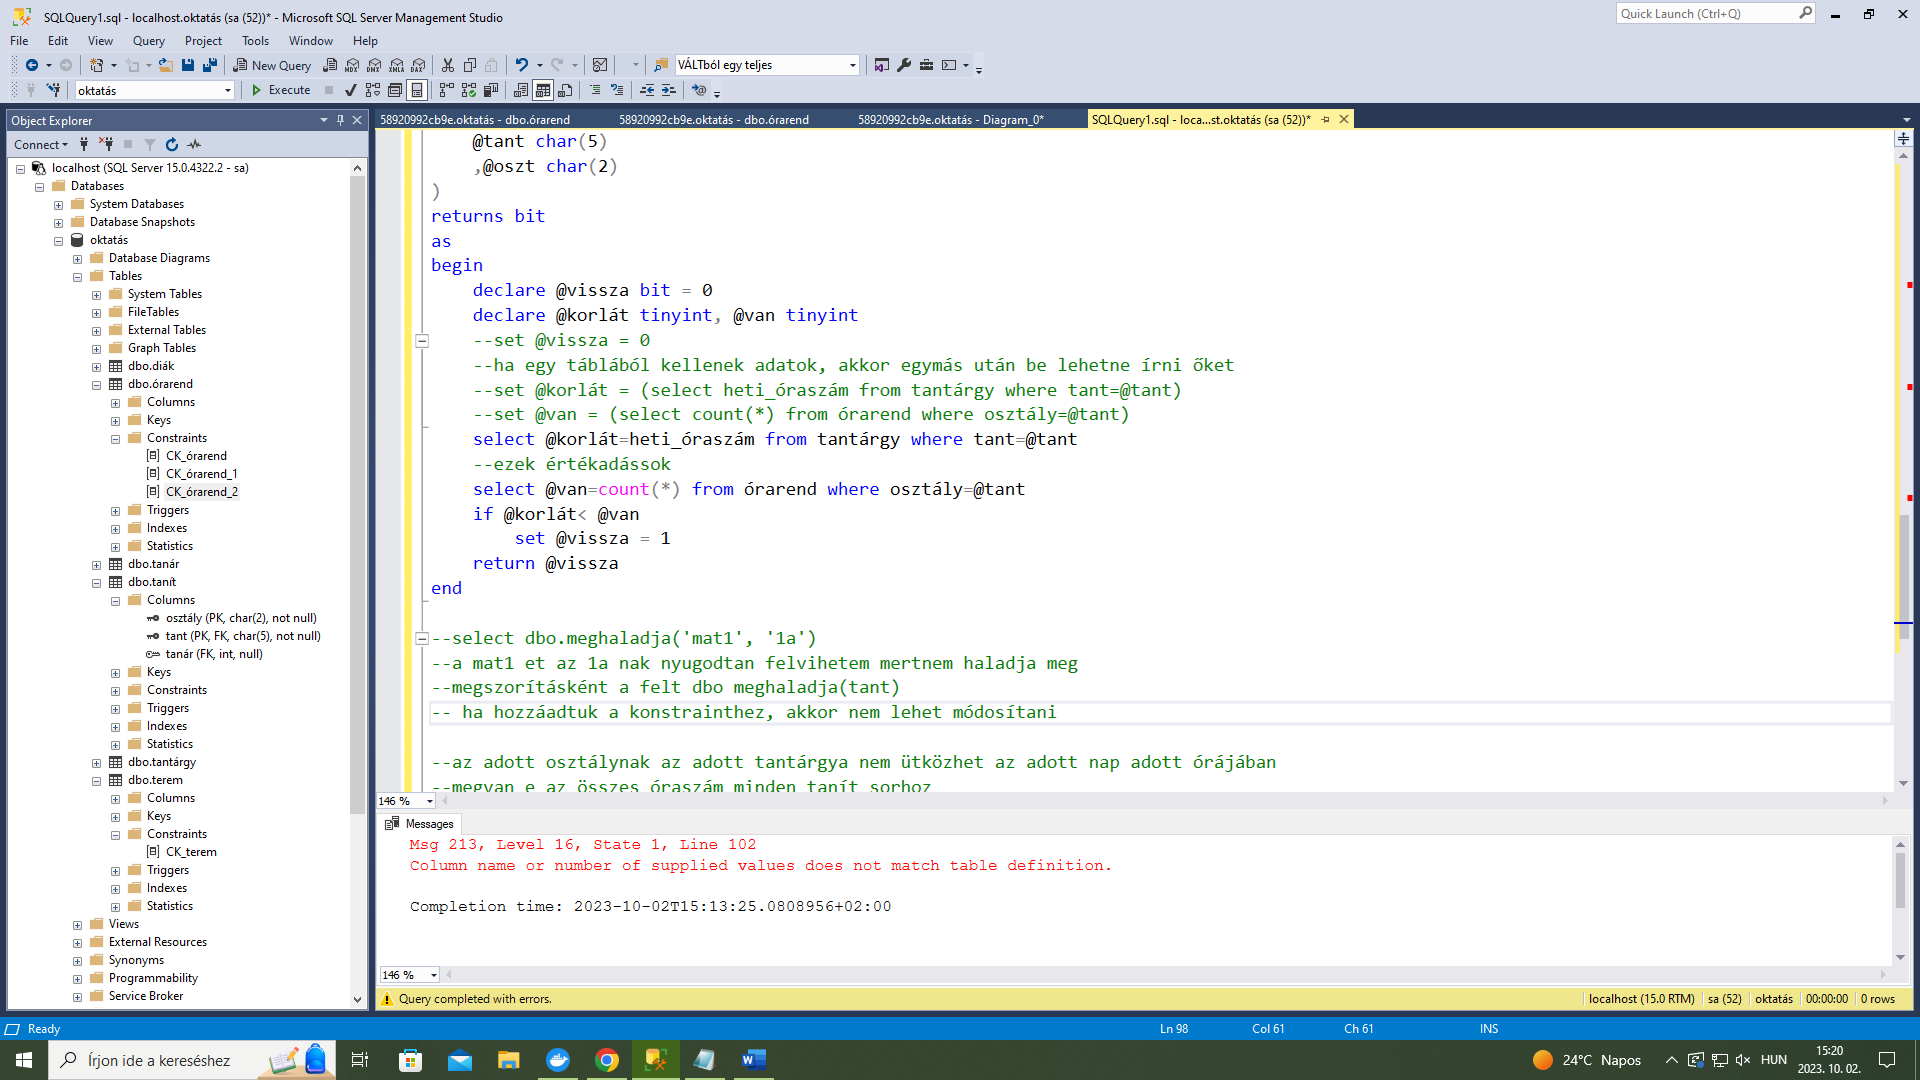 SQLQuery1.sql - localhost.oktatás (sa (52))* - Microsoft SQL Server Management Studio
Quick Launch (Ctrl+Q)
File Edit View Query Project Tools Window Help
New Query
MDX DMX XMLA DAX
VÁLTból egy teljes
oktatás
Execute
Object Explorer
Connect
localhost (SQL Server 15.0.4322.2 - sa)
Databases
System Databases
Database Snapshots
oktatás
Database Diagrams
Tables
System Tables
FileTables
External Tables
Graph Tables
dbo.diák
dbo.órarend
Columns
Keys
Constraints
CK_órarend
CK_órarend_1
CK_órarend_2
Triggers
Indexes
Statistics
dbo.tanár
dbo.tanít
Columns
osztály (PK, char(2), not null)
tant (PK, FK, char(5), not null)
tanár (FK, int, null)
Keys
Constraints
Triggers
Indexes
Statistics
dbo.tantárgy
dbo.terem
Columns
Keys
Constraints
CK_terem
Triggers
Indexes
Statistics
Views
External Resources
Synonyms
Programmability
Service Broker
58920992cb9e.oktatás - dbo.órarend
58920992cb9e.oktatás - dbo.órarend
58920992cb9e.oktatás - Diagram_0*
SQLQuery1.sql - loca...st.oktatás (sa (52))*
@tant char(5)
,@oszt char(2)
)
returns bit
as
begin
declare @vissza bit = 0
declare @korlát tinyint, @van tinyint
--set @vissza = 0
--ha egy táblából kellenek adatok, akkor egymás után be lehetne írni őket
--set @korlát = (select heti_óraszám from tantárgy where tant=@tant)
--set @van = (select count(*) from órarend where osztály=@tant)
select @korlát=heti_óraszám from tantárgy where tant=@tant
--ezek értékadássok
select @van=count(*) from órarend where osztály=@tant
if @korlát< @van
set @vissza = 1
return @vissza
end
--select dbo.meghaladja('mat1', '1a')
--a mat1 et az 1a nak nyugodtan felvihetem mertnem haladja meg
--megszorításként a felt dbo meghaladja(tant)
-- ha hozzáadtuk a konstrainthez, akkor nem lehet módosítani
--az adott osztálynak az adott tantárgya nem ütközhet az adott nap adott órájában
--megvan e az összes óraszám minden tanít sorhoz
146 %
Messages
Msg 213, Level 16, State 1, Line 102
Column name or number of supplied values does not match table definition.
Completion time: 2023-10-02T15:13:25.0808956+02:00
146 %
Query completed with errors.
localhost (15.0 RTM) sa (52) oktatás 00:00:00 0 rows
Ready
Ln 98 Col 61 Ch 61 INS
Írjon ide a kereséshez
24°C Napos
HUN
15:20
2023. 10. 02.